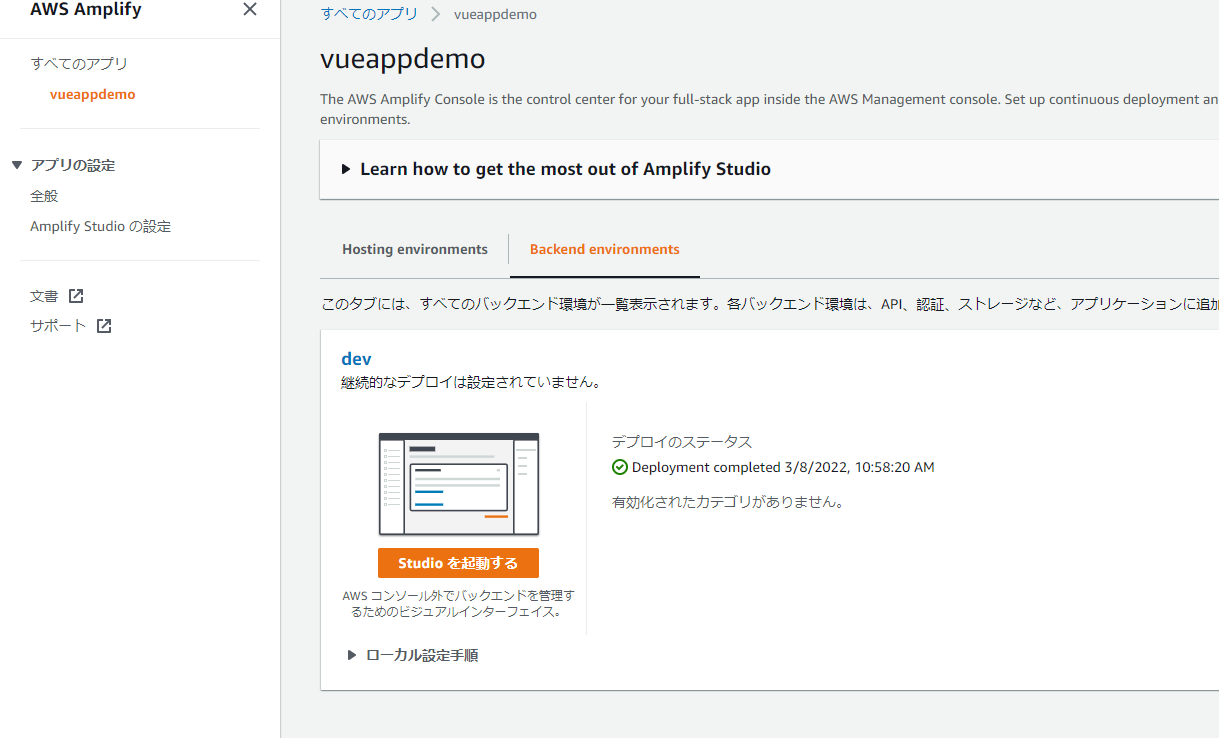 AWS Amplify
すべてのアプリ
vueappdemo
アプリの設定
全般
Amplify Studio の設定
文書
サポート
すべてのアプリ vueappdemo
vueappdemo
The AWS Amplify Console is the control center for your full-stack app inside the AWS Management console. Set up continuous deployment an
environments.
Learn how to get the most out of Amplify Studio
Hosting environments Backend environments
このタブには、すべてのバックエンド環境が一覧表示されます。各バックエンド環境は、API、認証、ストレージなど、アプリケーションに追加
dev
継続的なデプロイは設定されていません。
Studio を起動する
AWS コンソール外でバックエンドを管理す
るためのビジュアルインターフェイス。
デプロイのステータス
Deployment completed 3/8/2022, 10:58:20 AM
有効化されたカテゴリがありません。
ローカル設定手順